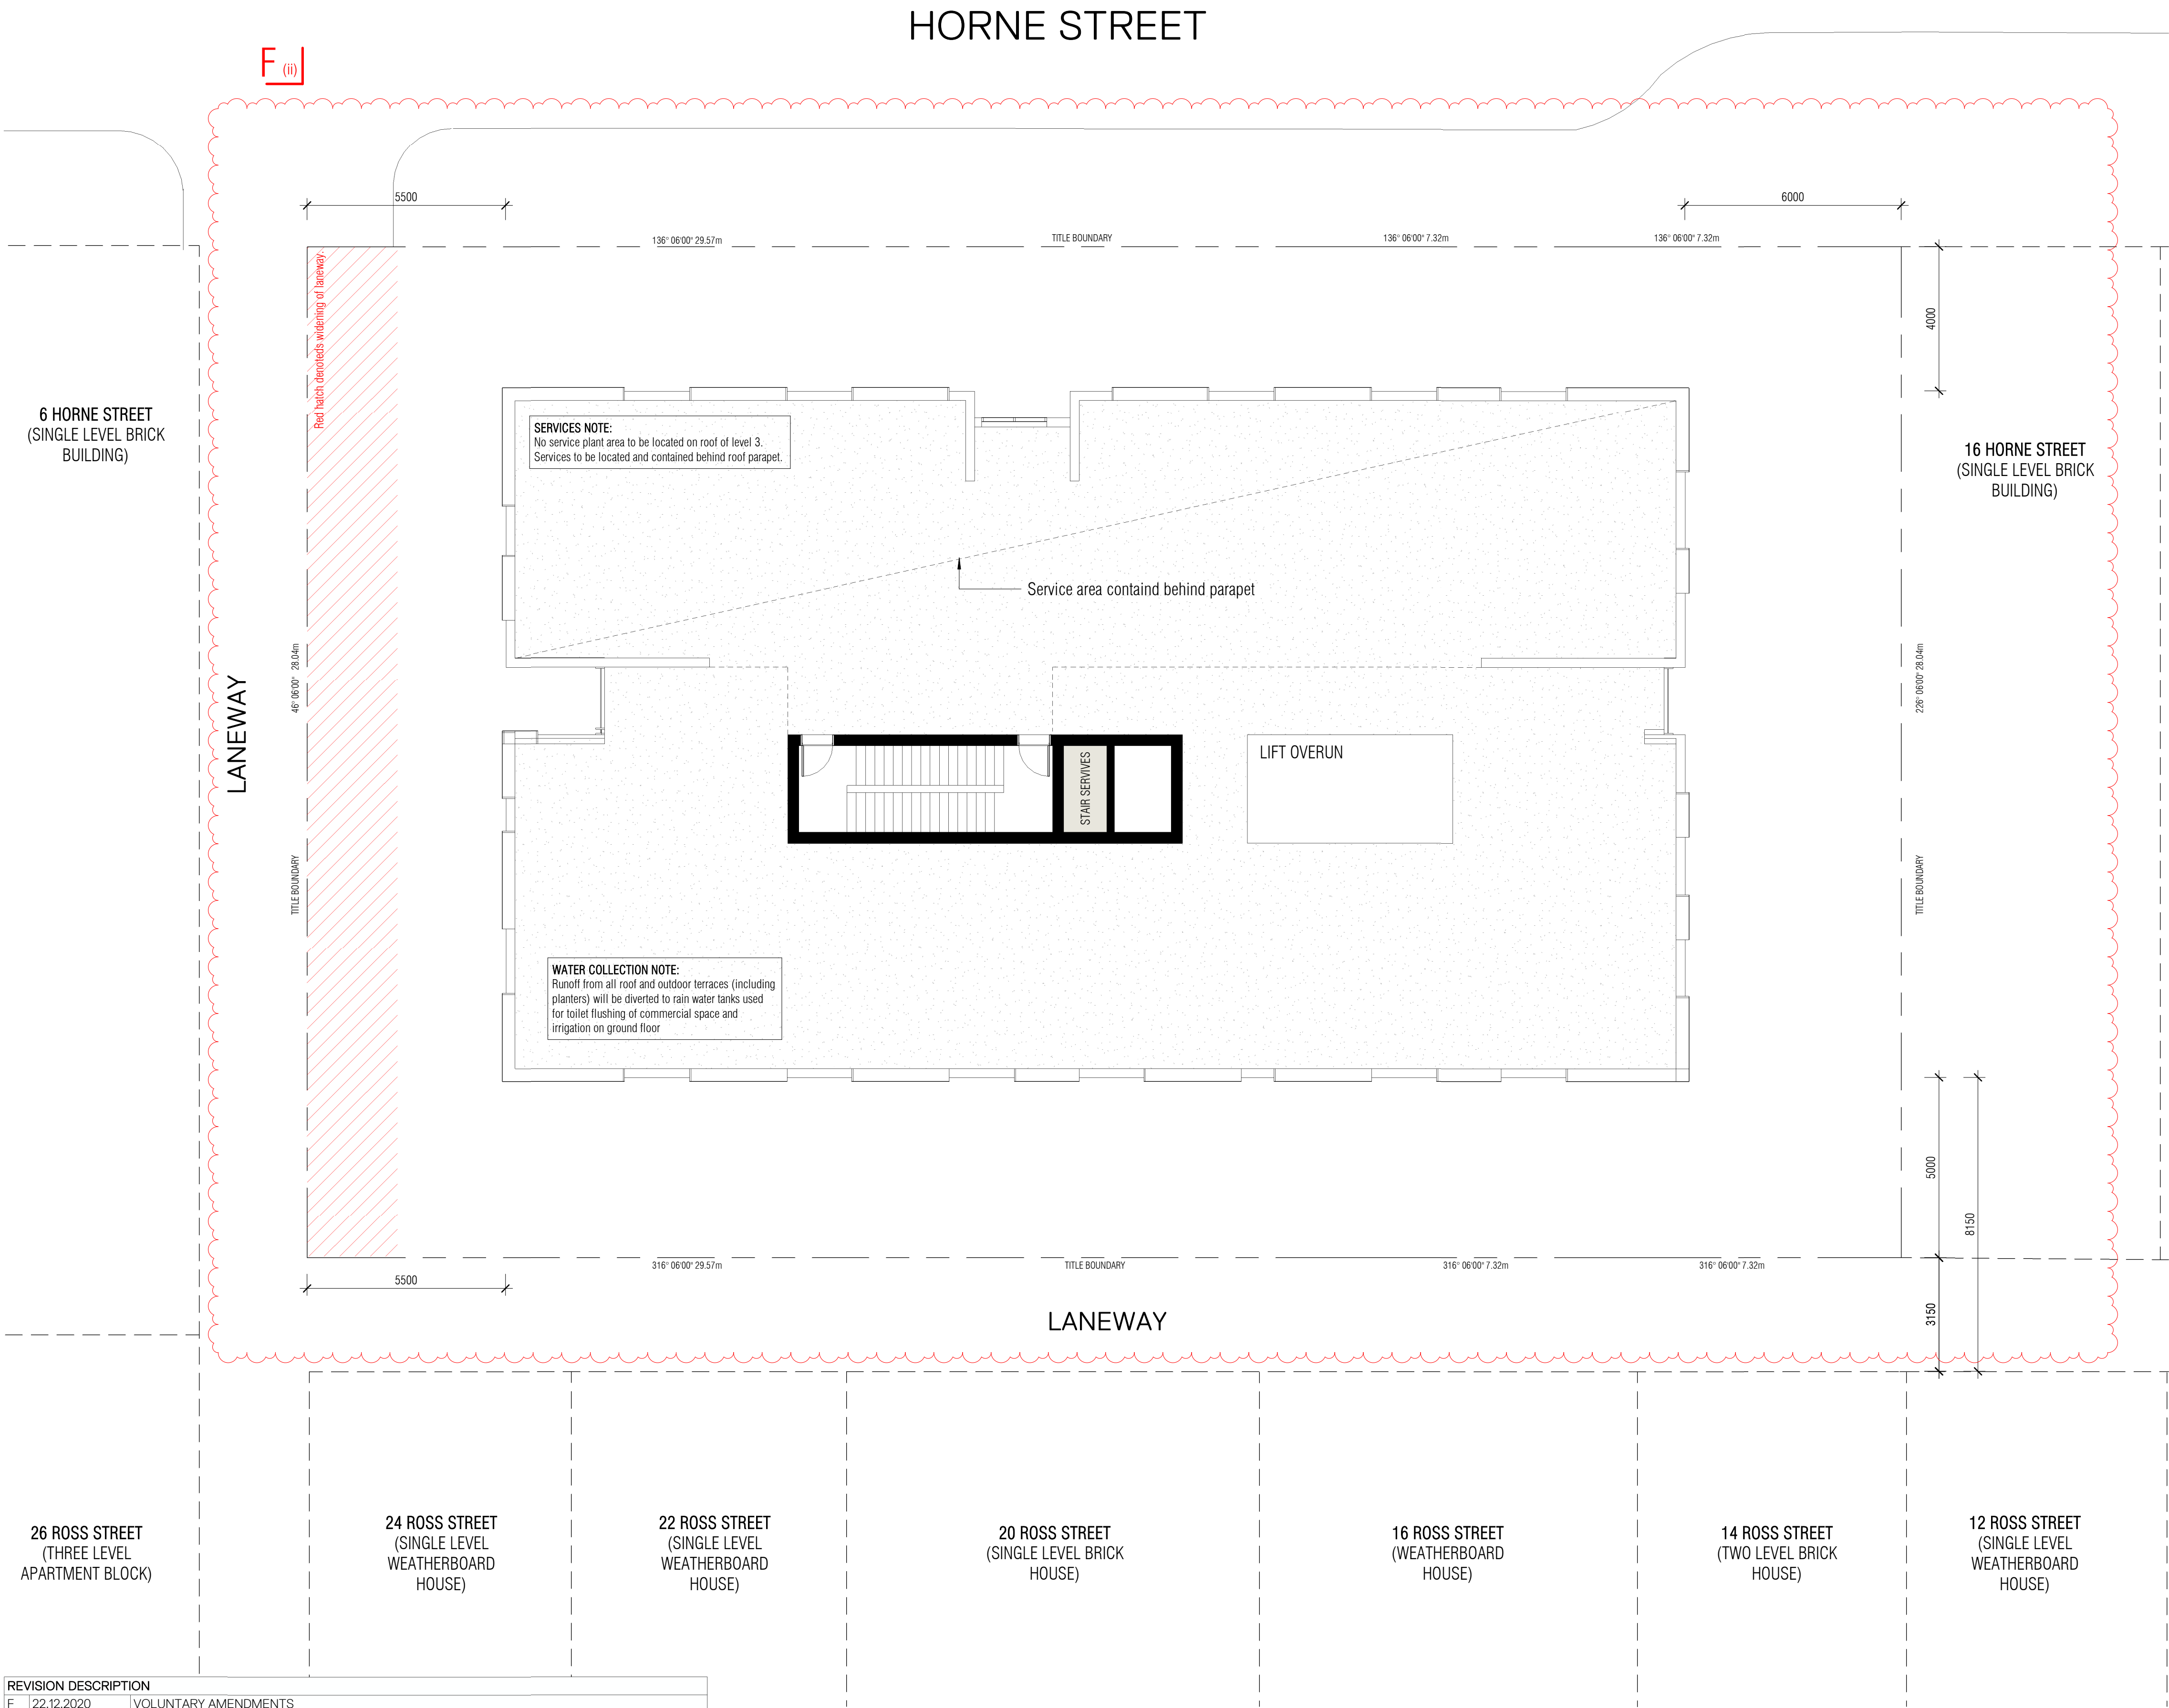 HORNE STREET
F (ii)
5500
6000
136° 06'00" 29.57m
TITLE BOUNDARY
136° 06'00" 7.32m
136° 06'00" 7.32m
Red hatch denoteds widening of laneway.
4000
6 HORNE STREET
(SINGLE LEVEL BRICK
BUILDING)
SERVICES NOTE:
No service plant area to be located on roof of level 3.
Services to be located and contained behind roof parapet.
16 HORNE STREET
(SINGLE LEVEL BRICK
BUILDING)
Service area containd behind parapet
LANEWAY
46° 06'00" 28.04m
TITLE BOUNDARY
226° 06'00" 28.04m
TITLE BOUNDARY
STAIR SERVIVES
LIFT OVERUN
WATER COLLECTION NOTE:
Runoff from all roof and outdoor terraces (including
planters) will be diverted to rain water tanks used
for toilet flushing of commercial space and
irrigation on ground floor
5000
8150
3150
316° 06'00" 29.57m
TITLE BOUNDARY
316° 06'00" 7.32m
316° 06'00" 7.32m
5500
LANEWAY
26 ROSS STREET
(THREE LEVEL
APARTMENT BLOCK)
24 ROSS STREET
(SINGLE LEVEL
WEATHERBOARD
HOUSE)
22 ROSS STREET
(SINGLE LEVEL
WEATHERBOARD
HOUSE)
20 ROSS STREET
(SINGLE LEVEL BRICK
HOUSE)
16 ROSS STREET
(WEATHERBOARD
HOUSE)
14 ROSS STREET
(TWO LEVEL BRICK
HOUSE)
12 ROSS STREET
(SINGLE LEVEL
WEATHERBOARD
HOUSE)
REVISION DESCRIPTION
F 22.12.2020 VOLUNTARY AMENDMENTS